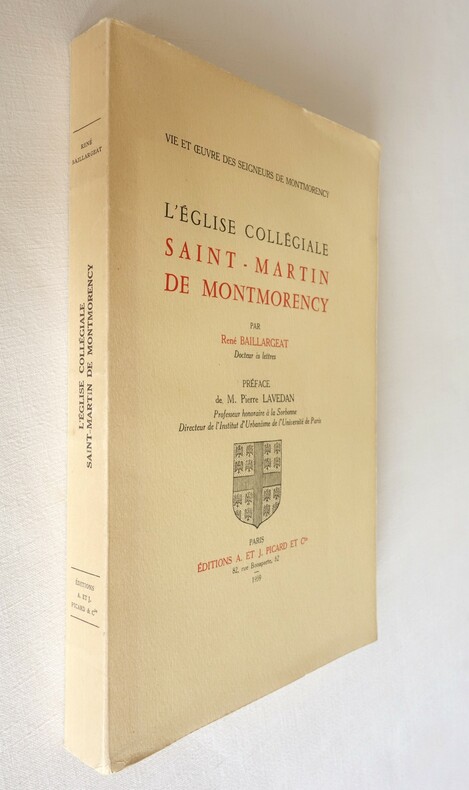 RENÉ
BAILLARGEAT
L'ÉGLISE COLLÉGIALE
SAINT-MARTIN DE MONTMORENCY
ÉDITIONS
A. ET J.
PICARD & Cie
VIE ET ŒUVRE DES SEIGNEURS DE MONTMORENCY
L'ÉGLISE COLLÉGIALE
SAINT-MARTIN
DE MONTMORENCY
PAR
René BAILLARGEAT
Docteur ès lettres
PRÉFACE
de M. Pierre LAVEDAN
Professeur honoraire à la Sorbonne
Directeur de l'Institut d'Urbanisme de l'Université de Paris
PARIS
ÉDITIONS A. ET J. PICARD ET Cie
82, rue Bonaparte, 82
1959